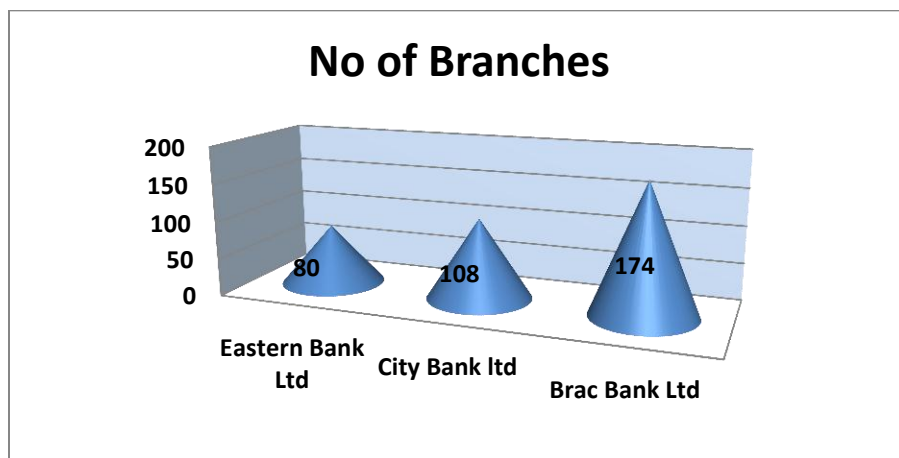 No of Branches
200
150
100
50
0
80
108
174
Eastern Bank
Ltd
City Bank ltd
Brac Bank Ltd